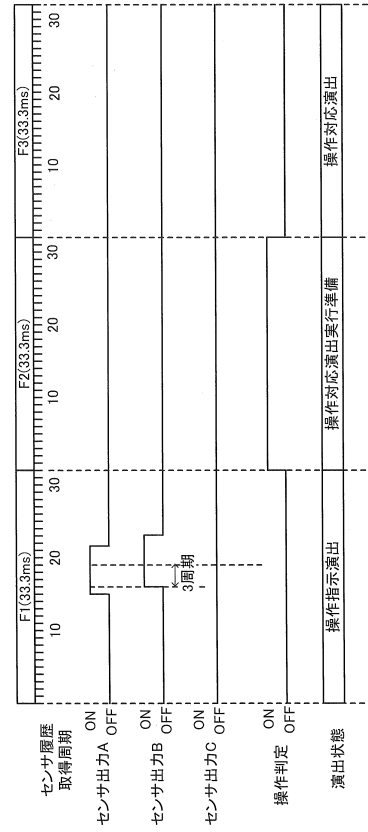 F1(33.3ms) F2(33.3ms) F3(33.3ms)
センサ履歴
取得周期
10 20 30 10 20 30 10 20 30
センサ出力A ON
OFF
センサ出力B ON
OFF
3周期
センサ出力C ON
OFF
操作判定 ON
OFF
演出状態 操作指示演出 操作対応演出実行準備 操作対応演出